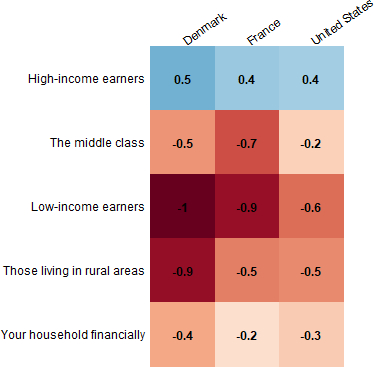 Denmark France United States
High-income earners 0.5 0.4 0.4
The middle class -0.5 -0.7 -0.2
Low-income earners -1 -0.9 -0.6
Those living in rural areas -0.9 -0.5 -0.5
Your household financially -0.4 -0.2 -0.3